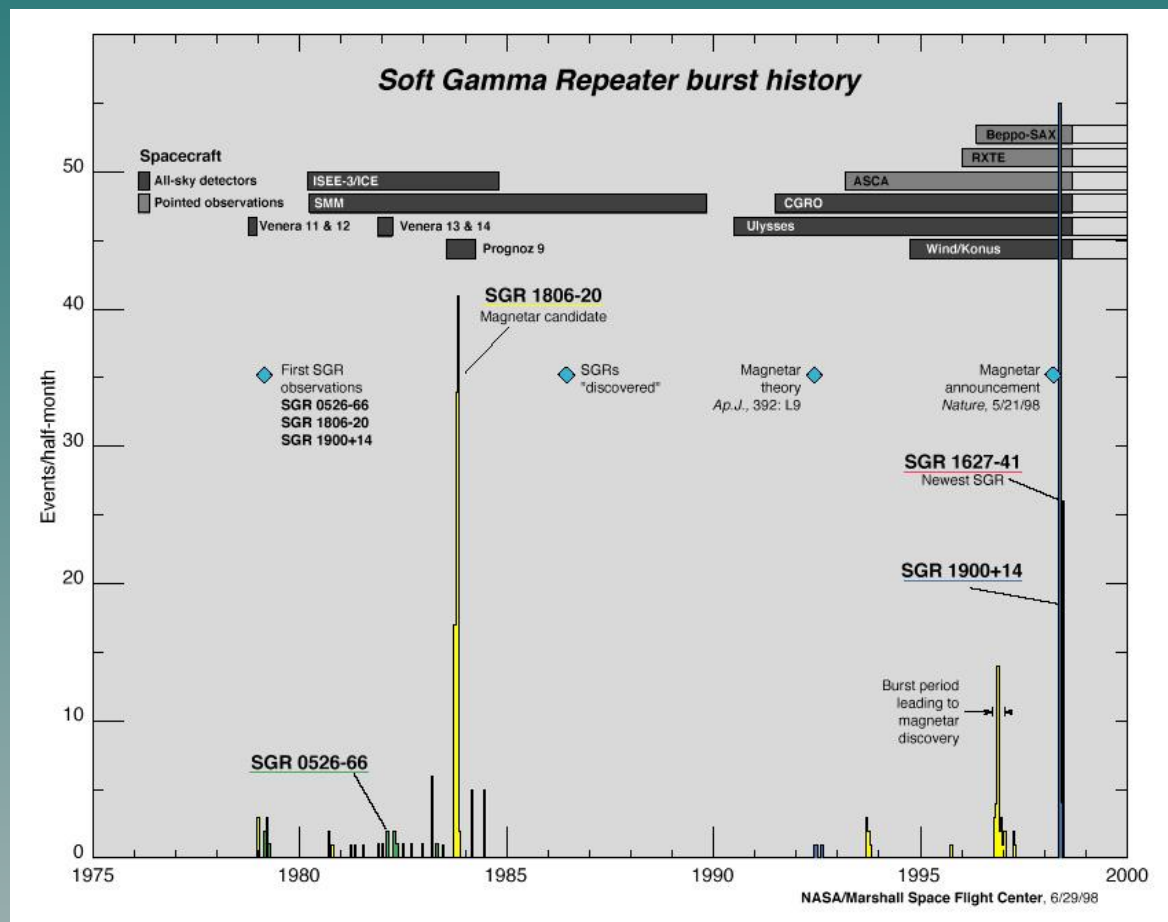 Soft Gamma Repeater burst history
Spacecraft
All-sky detectors
Pointed observations
Beppo-SAX
RXTE
ISEE-3/ICE
ASCA
SMM
CGRO
Venera 11 & 12
Venera 13 & 14
Ulysses
Prognoz 9
Wind/Konus
SGR 1806-20
Magnetar candidate
First SGR
observations
SGR 0526-66
SGR 1806-20
SGR 1900+14
SGRs
"discovered"
Magnetar
theory
Ap.J., 392: L9
Magnetar
announcement
Nature, 5/21/98
SGR 1627-41
Newest SGR
SGR 1900+14
Burst period
leading to
magnetar
discovery
SGR 0526-66
Events/half-month
50
40
30
20
10
0
1975
1980
1985
1990
1995
2000
NASA/Marshall Space Flight Center, 6/29/98